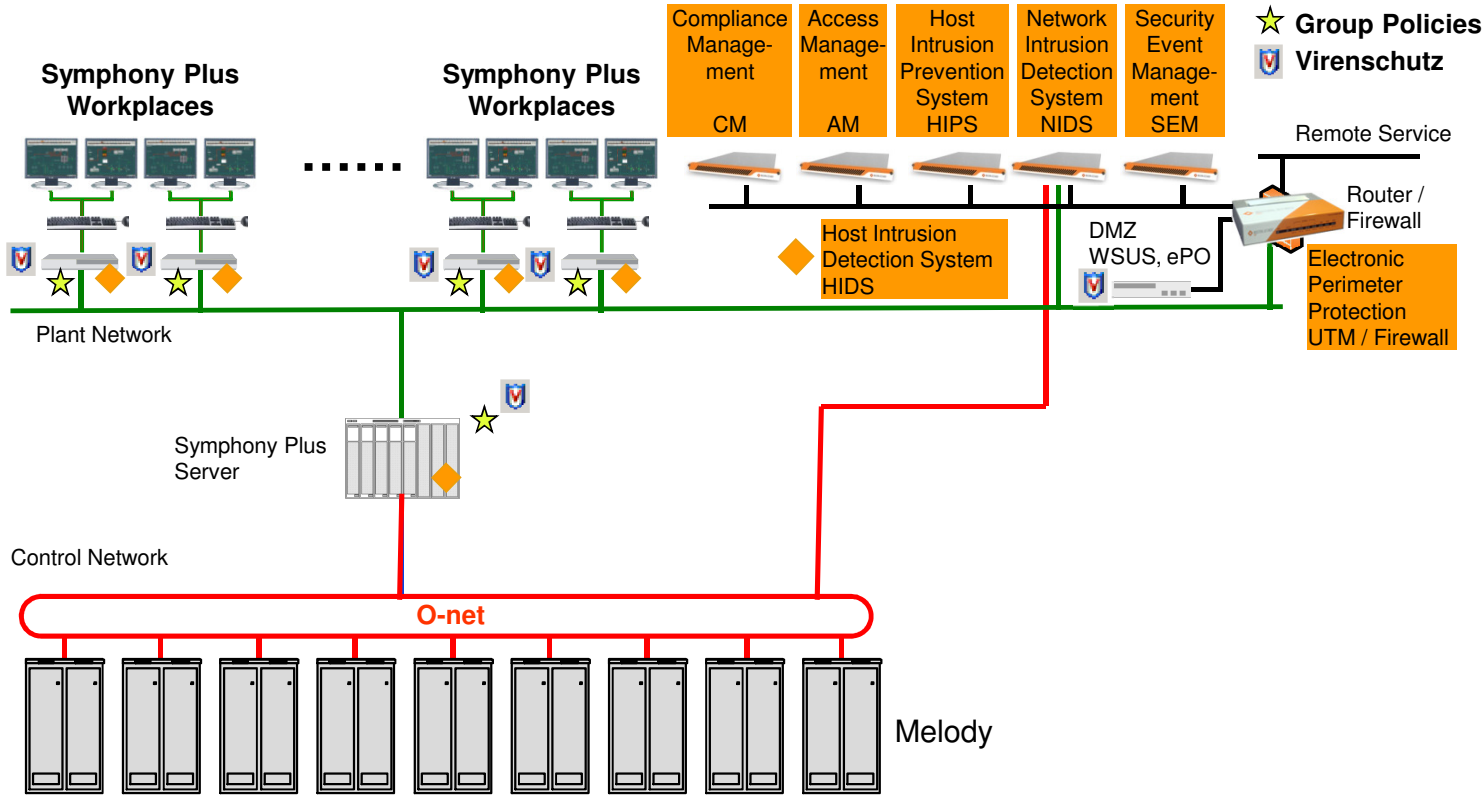 Symphony Plus
Workplaces
......
Symphony Plus
Workplaces
Compliance
Manage-
ment
CM
Access
Manage-
ment
AM
Host
Intrusion
Prevention
System
HIPS
Network
Intrusion
Detection
System
NIDS
Security
Event
Manage-
ment
SEM
Group Policies
Virenschutz
Remote Service
Router /
Firewall
Host Intrusion
Detection System
HIDS
DMZ
WSUS, ePO
Electronic
Perimeter
Protection
UTM / Firewall
Plant Network
Symphony Plus
Server
Control Network
O-net
Melody